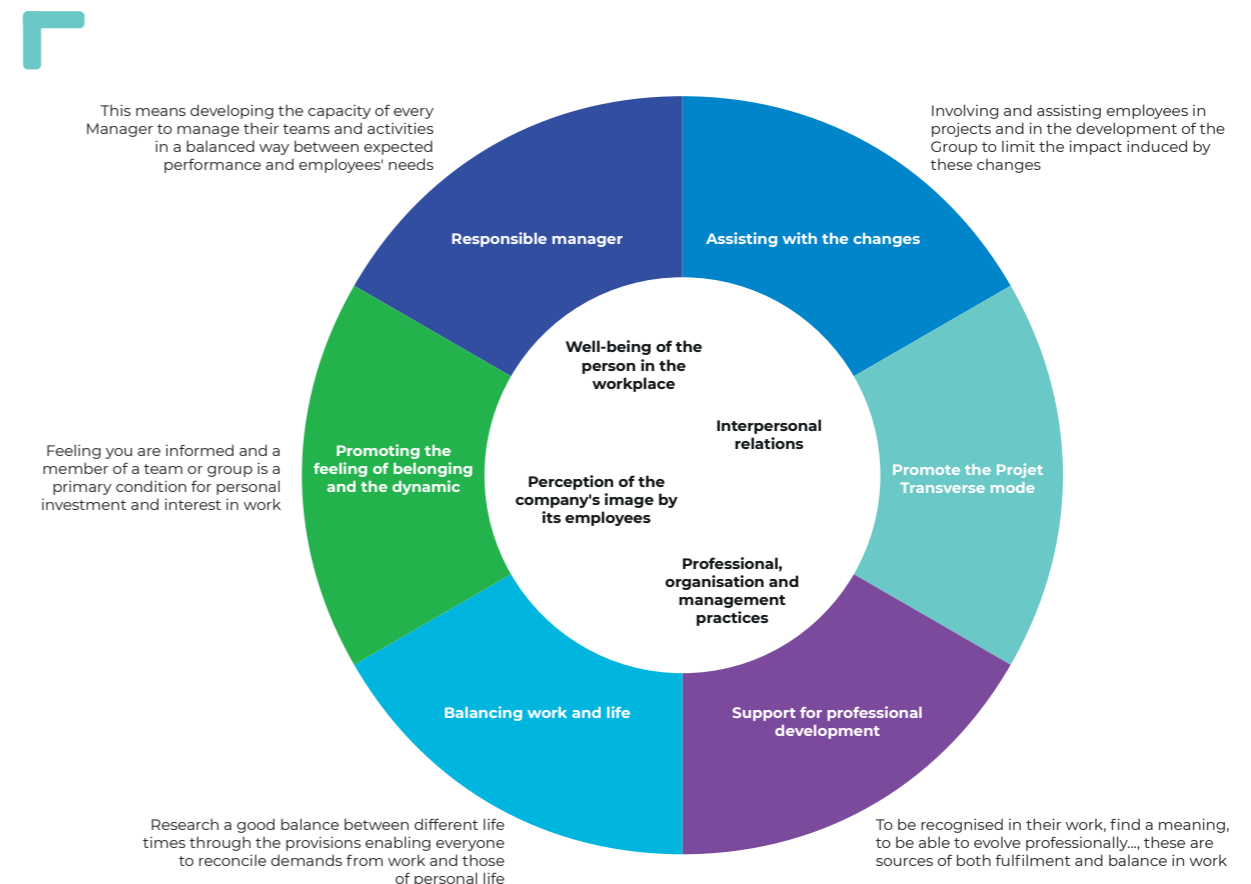 This means developing the capacity of every
Manager to manage their teams and activities
in a balanced way between expected
performance and employees' needs
Involving and assisting employees in
projects and in the development of the
Group to limit the impact induced by
these changes
Responsible manager
Assisting with the changes
Well-being of the
person in the
workplace
Interpersonal
relations
Feeling you are informed and a
member of a team or group is a
primary condition for personal
investment and interest in work
Promoting the
feeling of belonging
and the dynamic
Perception of the
company's image by
its employees
Promote the Projet
Transverse mode
Professional,
organisation and
management
practices
Balancing work and life
Support for professional
development
Research a good balance between different life
times through the provisions enabling everyone
to reconcile demands from work and those
of personal life
To be recognised in their work, find a meaning,
to be able to evolve professionally..., these are
sources of both fulfilment and balance in work